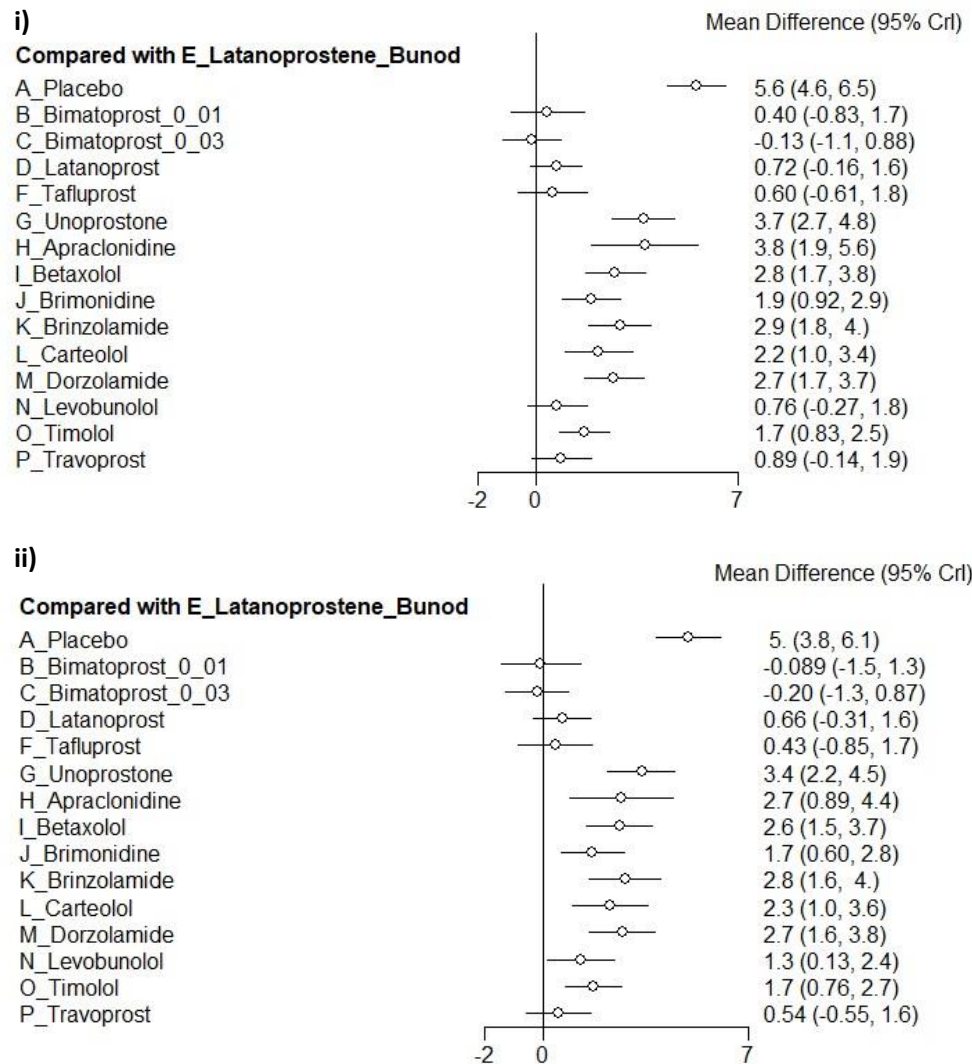 i)
Mean Difference (95% CrI)
Compared with E_Latanoprostene_Bunod
A_Placebo 5.6 (4.6, 6.5)
B_Bimatoprost_0_01 0.40 (-0.83, 1.7)
C_Bimatoprost_0_03 -0.13 (-1.1, 0.88)
D_Latanoprost 0.72 (-0.16, 1.6)
F_Tafluprost 0.60 (-0.61, 1.8)
G_Unoprostone 3.7 (2.7, 4.8)
H_Apraclonidine 3.8 (1.9, 5.6)
I_Betaxolol 2.8 (1.7, 3.8)
J_Brimonidine 1.9 (0.92, 2.9)
K_Brinzolamide 2.9 (1.8, 4.)
L_Carteolol 2.2 (1.0, 3.4)
M_Dorzolamide 2.7 (1.7, 3.7)
N_Levobunolol 0.76 (-0.27, 1.8)
O_Timolol 1.7 (0.83, 2.5)
P_Travoprost 0.89 (-0.14, 1.9)
-2 0 7
ii)
Mean Difference (95% CrI)
Compared with E_Latanoprostene_Bunod
A_Placebo 5. (3.8, 6.1)
B_Bimatoprost_0_01 -0.089 (-1.5, 1.3)
C_Bimatoprost_0_03 -0.20 (-1.3, 0.87)
D_Latanoprost 0.66 (-0.31, 1.6)
F_Tafluprost 0.43 (-0.85, 1.7)
G_Unoprostone 3.4 (2.2, 4.5)
H_Apraclonidine 2.7 (0.89, 4.4)
I_Betaxolol 2.6 (1.5, 3.7)
J_Brimonidine 1.7 (0.60, 2.8)
K_Brinzolamide 2.8 (1.6, 4.)
L_Carteolol 2.3 (1.0, 3.6)
M_Dorzolamide 2.7 (1.6, 3.8)
N_Levobunolol 1.3 (0.13, 2.4)
O_Timolol 1.7 (0.76, 2.7)
P_Travoprost 0.54 (-0.55, 1.6)
-2 0 7